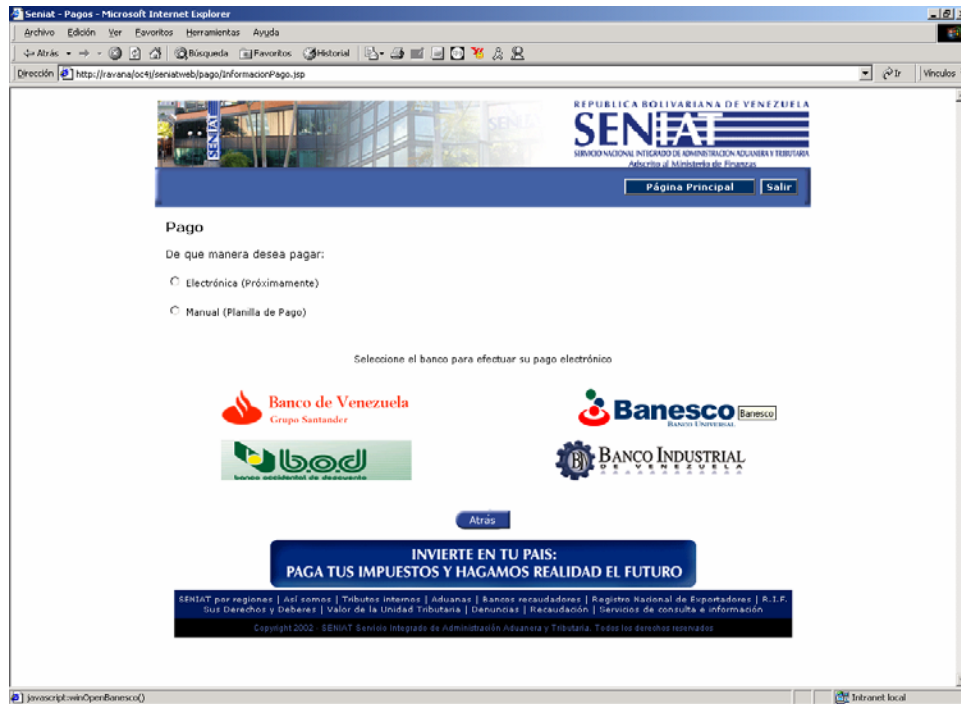 Seniat - Pagos - Microsoft Internet Explorer
Archivo Edición Ver Favoritos Herramientas Ayuda
Atrás Búsqueda Favoritos Historial
Dirección http://ravana/oc4j/seniatweb/pago/InformacionPago.jsp Ir Vínculos
SENIAT
REPUBLICA BOLIVARIANA DE VENEZUELA
SENIAT
SERVICIO NACIONAL INTEGRADO DE ADMINISTRACIÓN ADUANERA Y TRIBUTARIA
Adscrito al Ministerio de Finanzas
Página Principal Salir
Pago
De que manera desea pagar:
Electrónica (Próximamente)
Manual (Planilla de Pago)
Seleccione el banco para efectuar su pago electrónico
Banco de Venezuela
Grupo Santander
Banesco Banesco
BANCO UNIVERSAL
b.o.d
banco occidental de descuento
BANCO INDUSTRIAL
DE VENEZUELA
Atrás
INVIERTE EN TU PAIS:
PAGA TUS IMPUESTOS Y HAGAMOS REALIDAD EL FUTURO
SENIAT por regiones | Así somos | Tributos internos | Aduanas | Bancos recaudadores | Registro Nacional de Exportadores | R.I.F.
Sus Derechos y Deberes | Valor de la Unidad Tributaria | Denuncias | Recaudación | Servicios de consulta e información
Copyright 2002 - SENIAT Servicio Integrado de Administración Aduanera y Tributaria. Todos los derechos reservados
javascript:winOpenBanesco() Intranet local